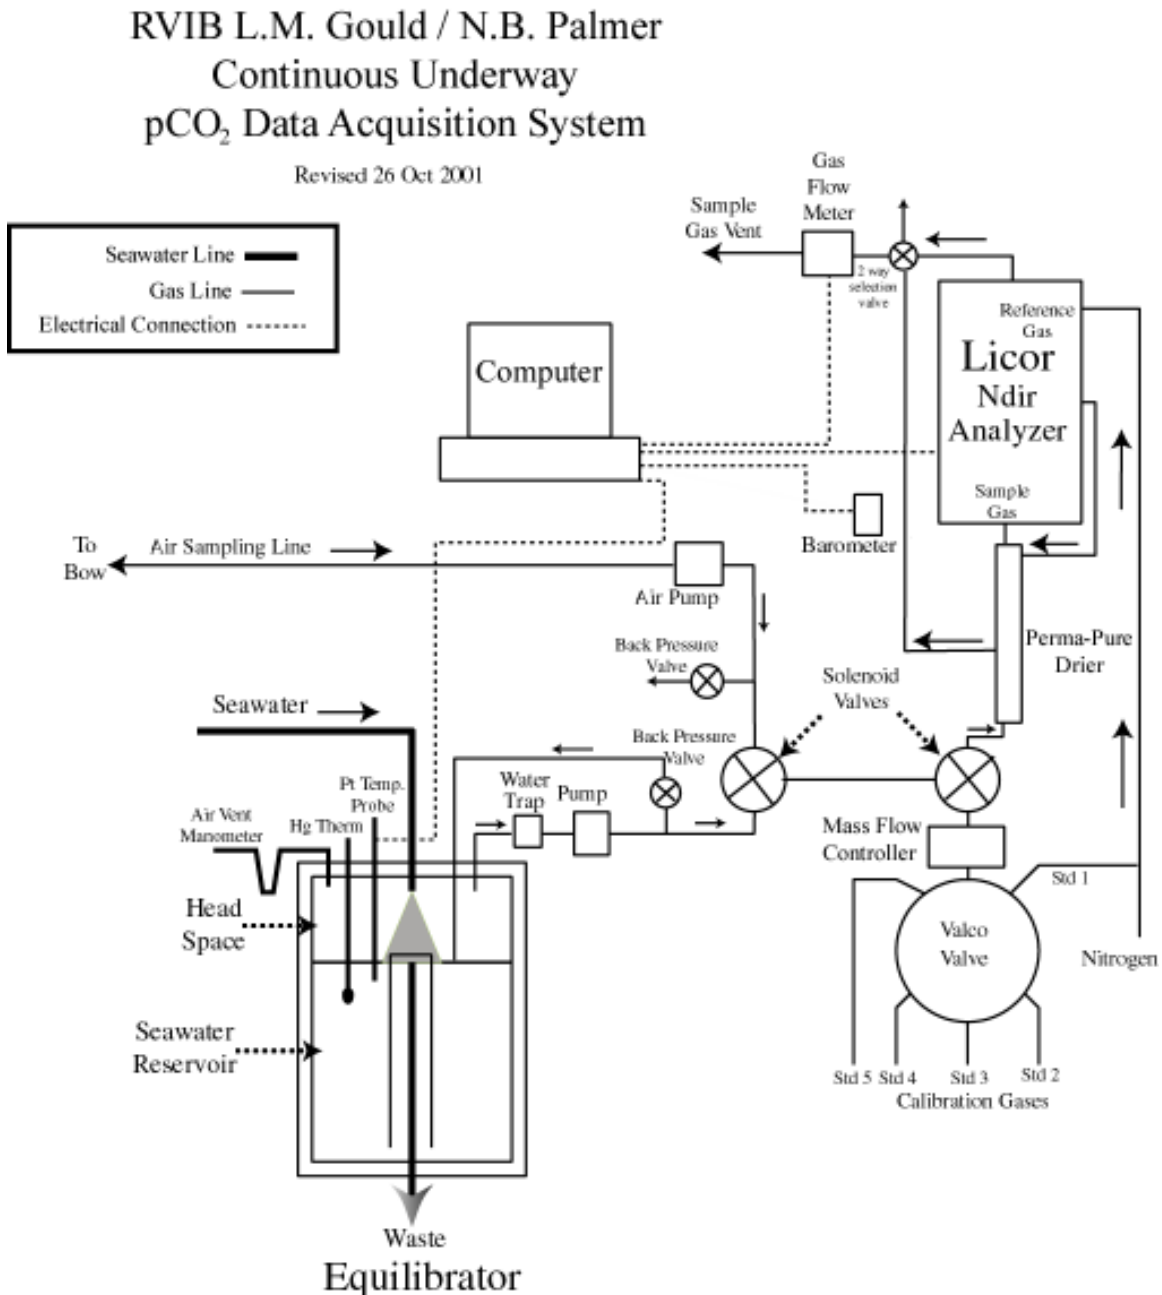 RVIB L.M. Gould / N.B. Palmer
Continuous Underway
pCO₂ Data Acquisition System
Revised 26 Oct 2001
Seawater Line
Gas Line
Electrical Connection
Gas
Flow
Meter
Sample
Gas Vent
2 way
selection
valve
Reference
Gas
Licor
Ndir
Analyzer
Sample
Gas
Computer
Barometer
To
Bow
Air Sampling Line
Air Pump
Back Pressure
Valve
Solenoid
Valves
Perma-Pure
Drier
Seawater
Back Pressure
Valve
Pt Temp.
Probe
Water
Trap
Pump
Air Vent
Manometer
Hg Therm
Mass Flow
Controller
Std 1
Head
Space
Valco
Valve
Nitrogen
Seawater
Reservoir
Std 5
Std 4
Std 3
Std 2
Calibration Gases
Waste
Equilibrator